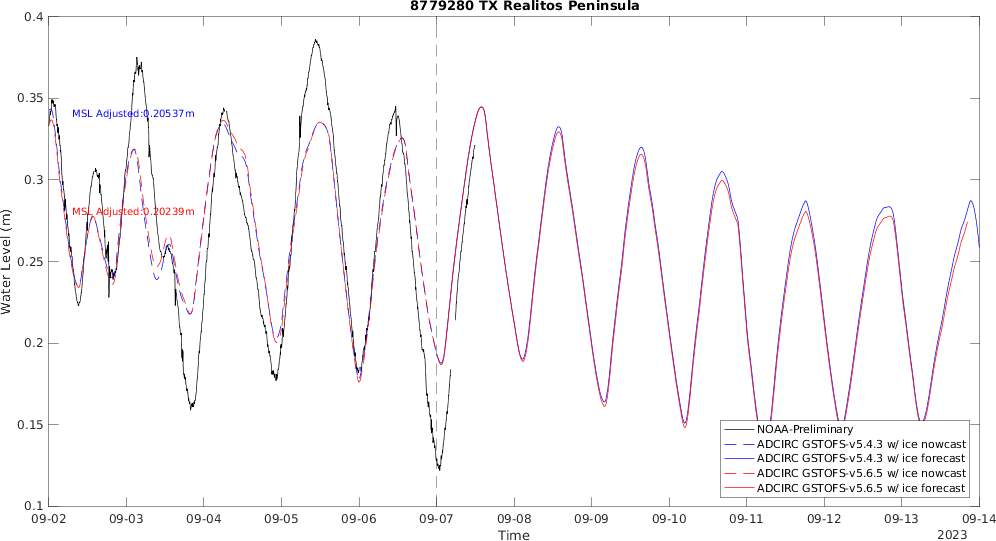 8779280 TX Realitos Peninsula
Water Level (m)
0.4
0.35
0.3
0.25
0.2
0.15
0.1
MSL Adjusted:0.20537m
MSL Adjusted:0.20239m
NOAA-Preliminary
ADCIRC GSTOFS-v5.4.3 w/ ice nowcast
ADCIRC GSTOFS-v5.4.3 w/ ice forecast
ADCIRC GSTOFS-v5.6.5 w/ ice nowcast
ADCIRC GSTOFS-v5.6.5 w/ ice forecast
09-02 09-03 09-04 09-05 09-06 09-07 09-08 09-09 09-10 09-11 09-12 09-13 09-14
Time
2023